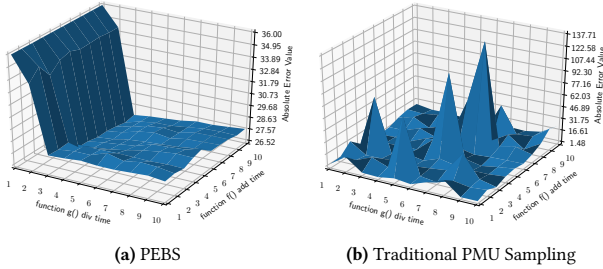 36.00
34.95
33.89
32.84
31.79
30.73
29.68
28.63
27.57
26.52
Absolute Error Value
1 2 3 4 5 6 7 8 9 10
function g() div time
1 2 3 4 5 6 7 8 9 10
function f() add time
(a) PEBS
137.71
122.58
107.44
92.30
77.16
62.03
46.89
31.75
16.61
1.48
Absolute Error Value
1 2 3 4 5 6 7 8 9 10
function g() div time
1 2 3 4 5 6 7 8 9 10
function f() add time
(b) Traditional PMU Sampling